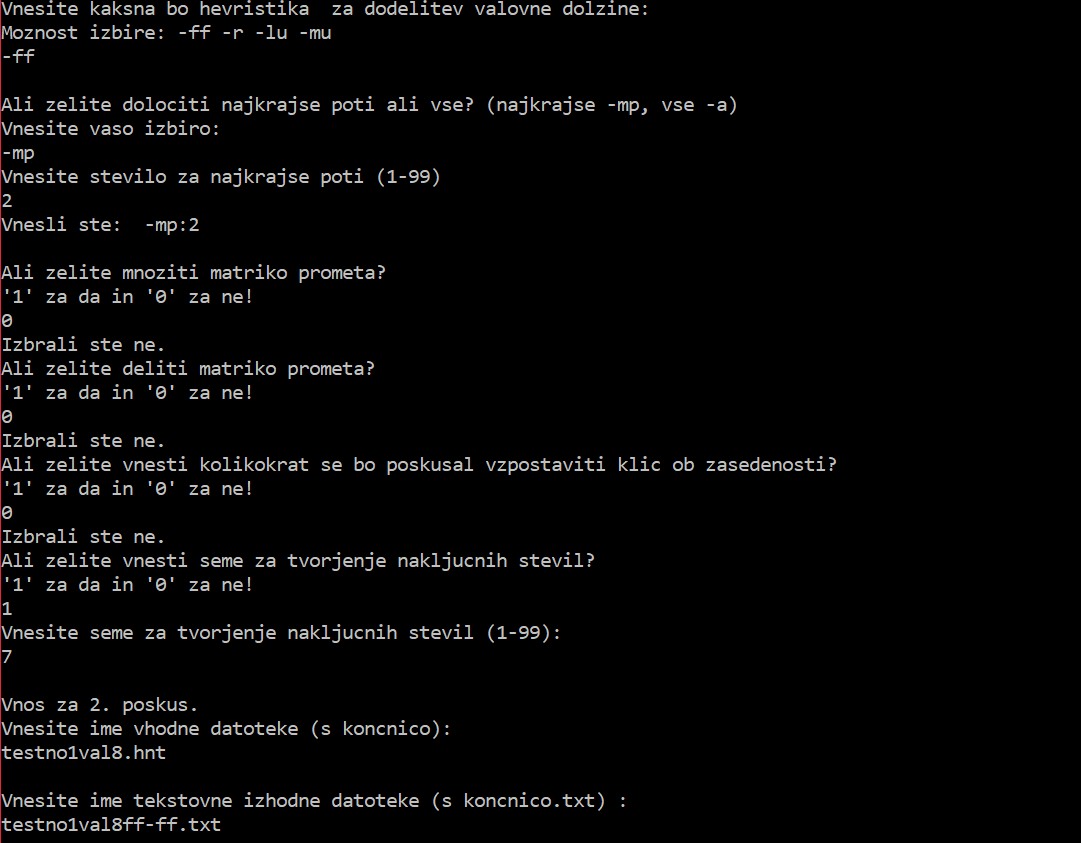 Vnesite kaksna bo hevristika  za dodelitev valovne dolzine:
Moznost izbire: -ff -r -lu -mu
-ff
Ali zelite dolociti najkrajse poti ali vse? (najkrajse -mp, vse -a)
Vnesite vaso izbiro:
-mp
Vnesite stevilo za najkrajse poti (1-99)
2
Vnesli ste:  -mp:2
Ali zelite mnoziti matriko prometa?
'1' za da in '0' za ne!
0
Izbrali ste ne.
Ali zelite deliti matriko prometa?
'1' za da in '0' za ne!
0
Izbrali ste ne.
Ali zelite vnesti kolikokrat se bo poskusal vzpostaviti klic ob zasedenosti?
'1' za da in '0' za ne!
0
Izbrali ste ne.
Ali zelite vnesti seme za tvorjenje nakljucnih stevil?
'1' za da in '0' za ne!
1
Vnesite seme za tvorjenje nakljucnih stevil (1-99):
7
Vnos za 2. poskus.
Vnesite ime vhodne datoteke (s koncnico):
testno1val8.hnt
Vnesite ime tekstovne izhodne datoteke (s koncnico.txt) :
testno1val8ff-ff.txt